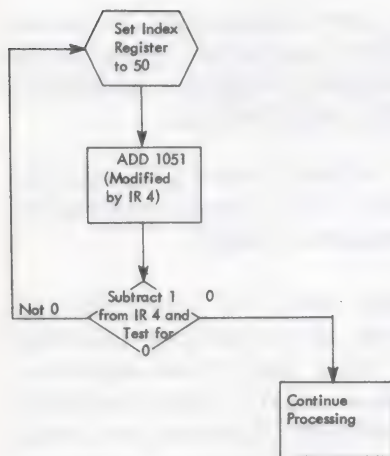 Set Index
Register
to 50
ADD 1051
(Modified
by IR 4)
Not 0
Subtract 1
from IR 4 and
Test for
0
0
Continue
Processing